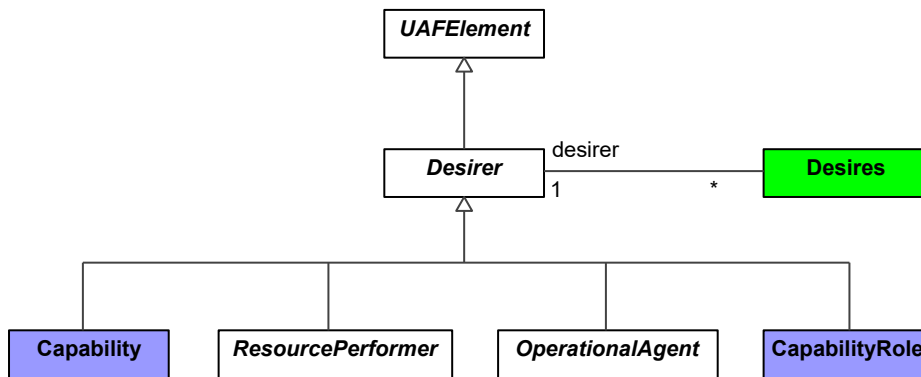 UAFElement
desirer
Desirer
Desires
1
*
Capability
ResourcePerformer
OperationalAgent
CapabilityRole